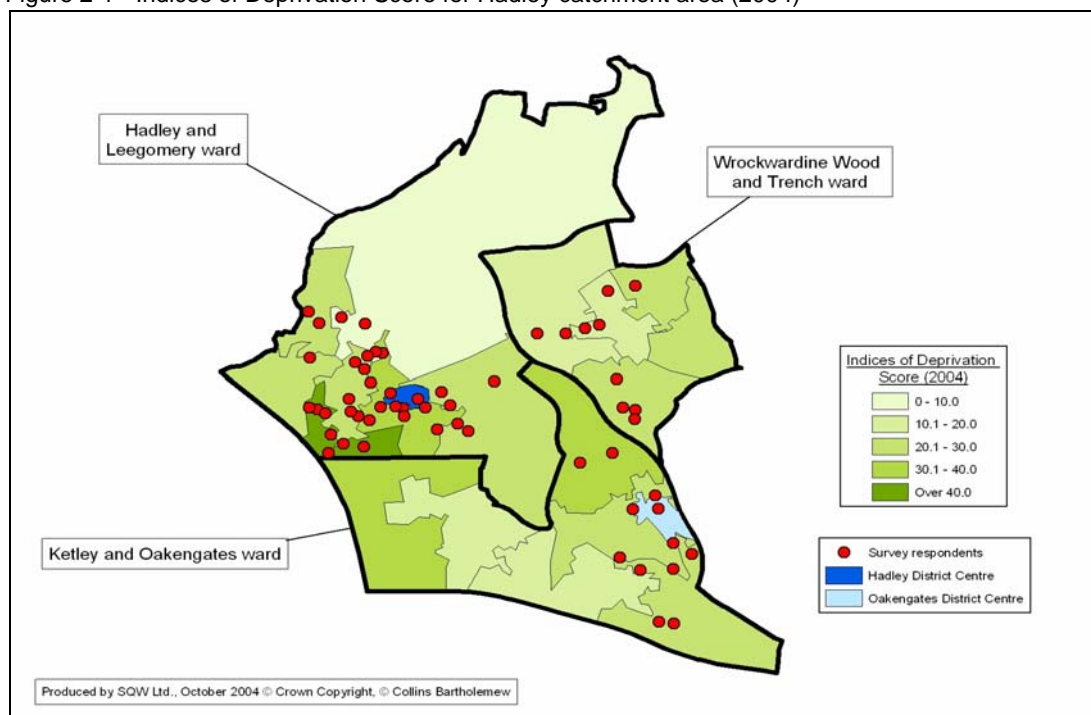 Figure 2-1 Indices of Deprivation Score for Hadley catchment area (2004)
Hadley and
Leegomery ward
Wrockwardine Wood
and Trench ward
Indices of Deprivation
Score (2004)
0 - 10.0
10.1 - 20.0
20.1 - 30.0
30.1 - 40.0
Over 40.0
Ketley and Oakengates ward
Survey respondents
Hadley District Centre
Oakengates District Centre
Produced by SQW Ltd., October 2004 © Crown Copyright, © Collins Bartholemew